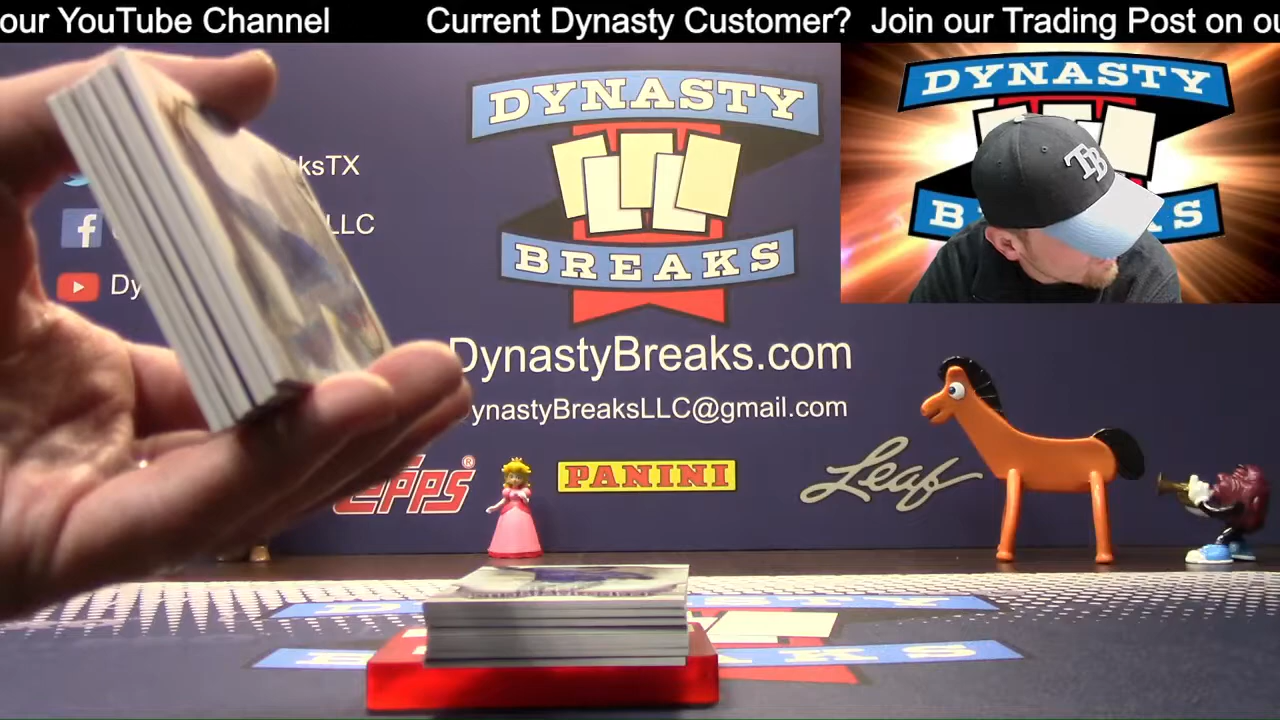 our YouTube Channel Current Dynasty Customer? Join our Trading Post on ou
DYNASTY
BREAKS
DYNASTY
TB
ksTX
LLC
Dy
DynastyBreaks.com
ynastyBreaksLLC@gmail.com
PANINI
Leaf